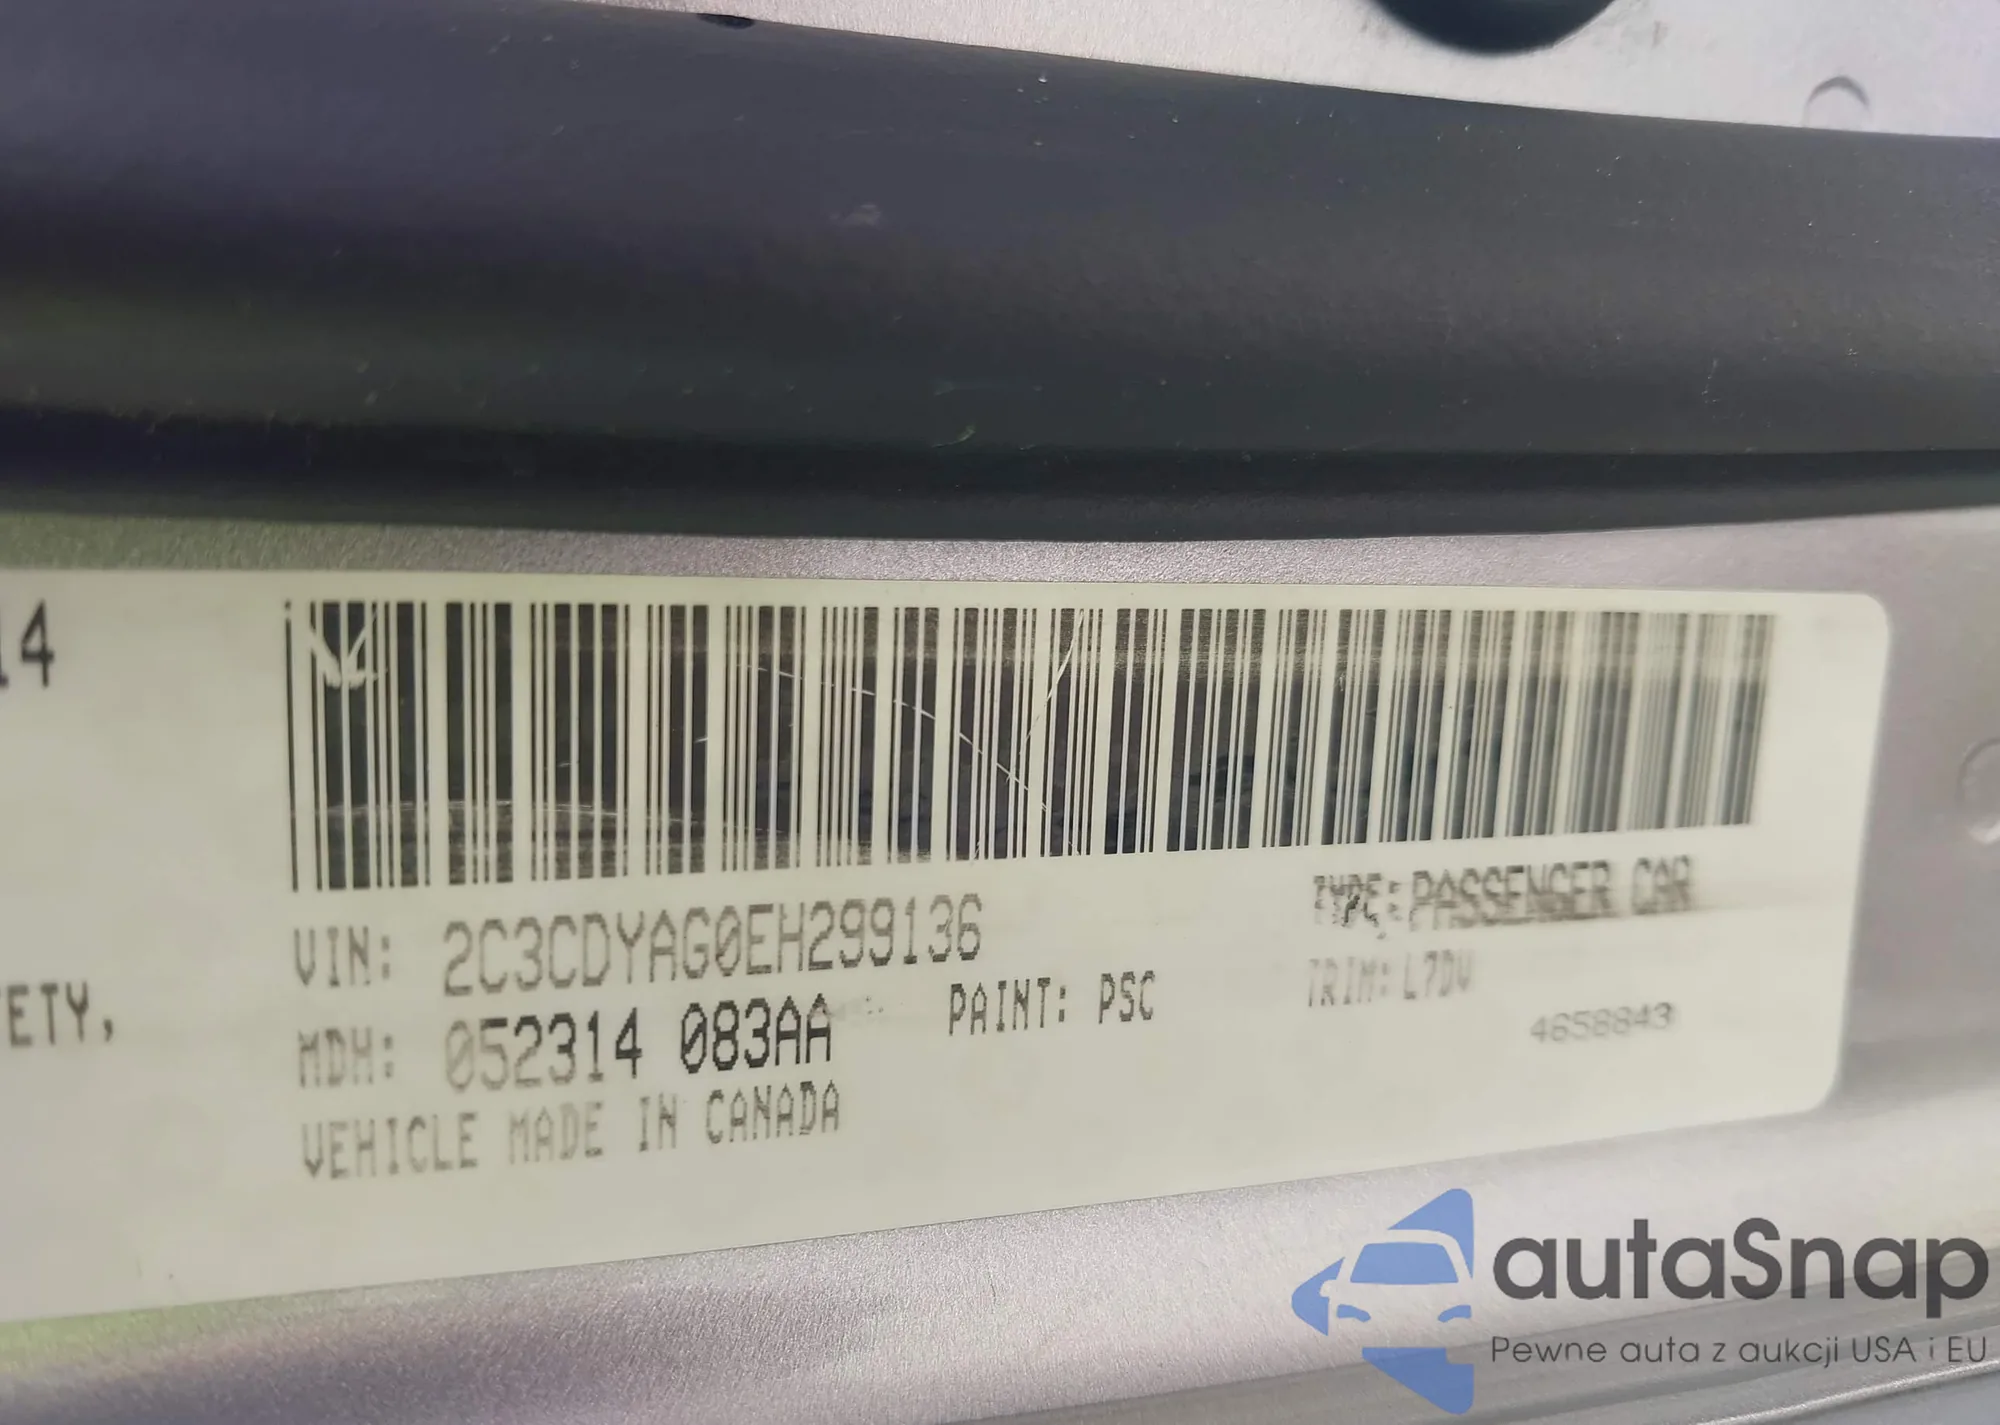 14
ETY,
VIN: 2C3CDYAG0EH299136
TYPE: PASSENGER CAR
MDH: 052314 083AA
PAINT: PSC
TRIM: L7DV
4658843
VEHICLE MADE IN CANADA
autaSnap
Pewne auta z aukcji USA i EU